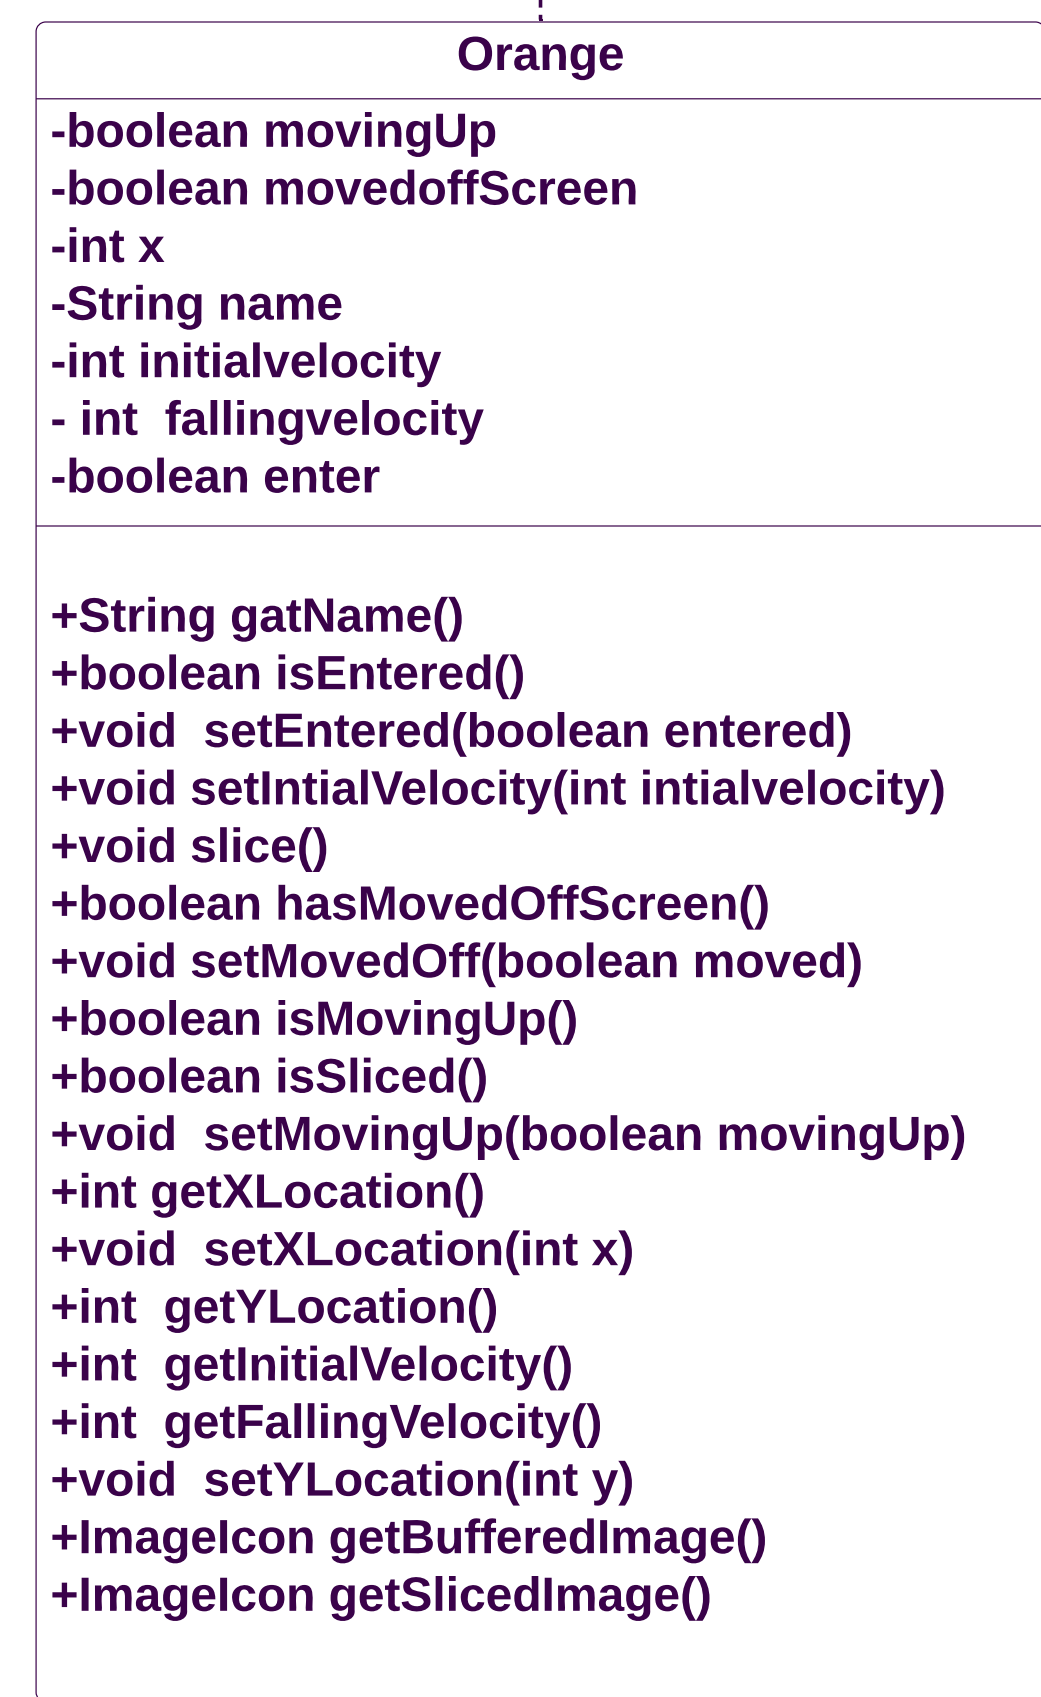 Orange
-boolean movingUp
-boolean movedoffScreen
-int x
-String name
-int initialvelocity
- int  fallingvelocity
-boolean enter
+String gatName()
+boolean isEntered()
+void  setEntered(boolean entered)
+void setIntialVelocity(int intialvelocity)
+void slice()
+boolean hasMovedOffScreen()
+void setMovedOff(boolean moved)
+boolean isMovingUp()
+boolean isSliced()
+void  setMovingUp(boolean movingUp)
+int getXLocation()
+void  setXLocation(int x)
+int  getYLocation()
+int  getInitialVelocity()
+int  getFallingVelocity()
+void  setYLocation(int y)
+ImageIcon getBufferedImage()
+ImageIcon getSlicedImage()